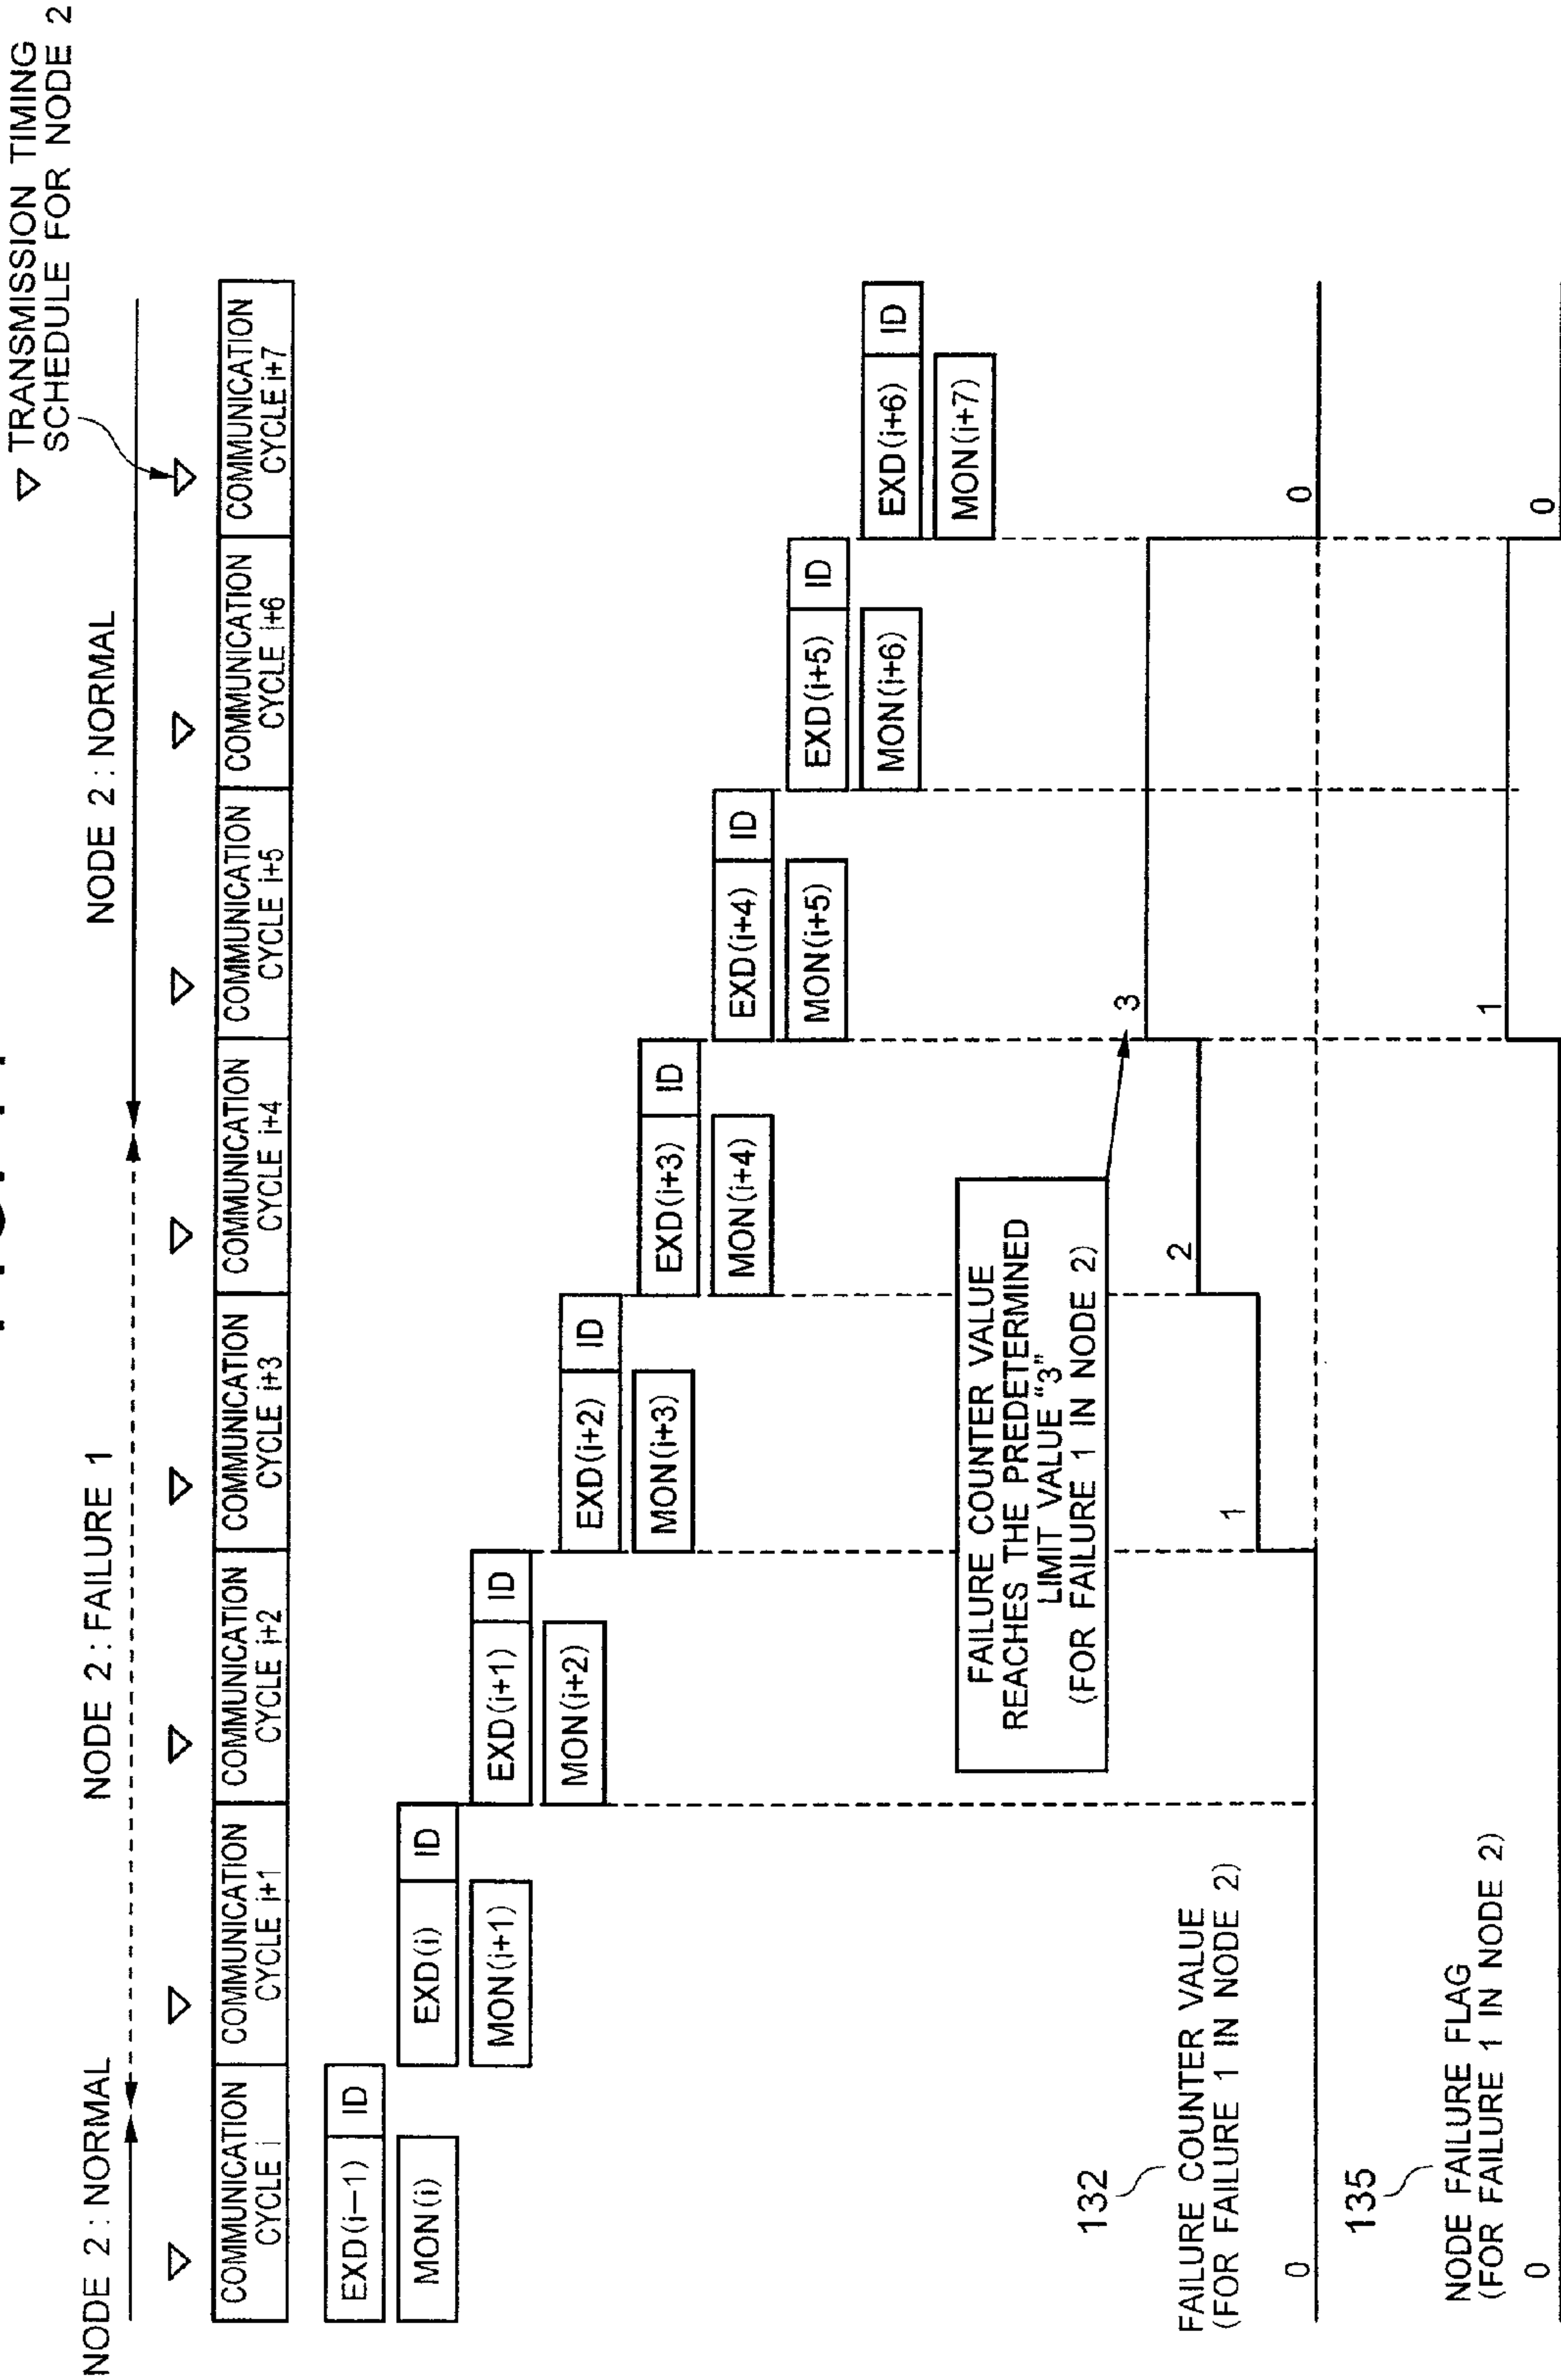 ▽ TRANSMISSION TIMING
SCHEDULE FOR NODE 2
NODE 2 : NORMAL
NODE 2 : FAILURE 1
NODE 2 : NORMAL
COMMUNICATION
CYCLE i
COMMUNICATION
CYCLE i+1
COMMUNICATION
CYCLE i+2
COMMUNICATION
CYCLE i+3
COMMUNICATION
CYCLE i+4
COMMUNICATION
CYCLE i+5
COMMUNICATION
CYCLE i+6
COMMUNICATION
CYCLE i+7
EXD(i−1) ID
MON(i)
EXD(i) ID
MON(i+1)
EXD(i+1) ID
MON(i+2)
EXD(i+2) ID
MON(i+3)
EXD(i+3) ID
MON(i+4)
EXD(i+4) ID
MON(i+5)
EXD(i+5) ID
MON(i+6)
EXD(i+6) ID
MON(i+7)
FAILURE COUNTER VALUE
REACHES THE PREDETERMINED
LIMIT VALUE “3”
(FOR FAILURE 1 IN NODE 2)
132
FAILURE COUNTER VALUE
(FOR FAILURE 1 IN NODE 2)
0
1
2
3
0
135
NODE FAILURE FLAG
(FOR FAILURE 1 IN NODE 2)
0
1
0